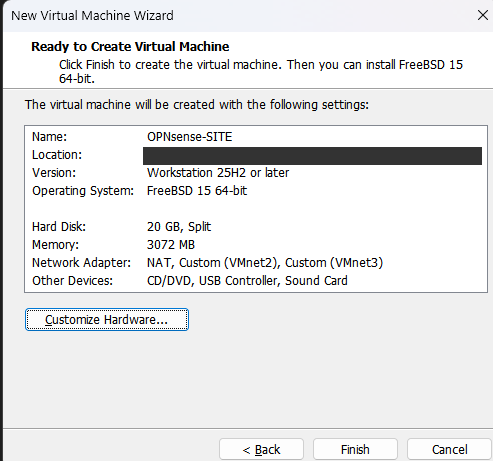 New Virtual Machine Wizard
Ready to Create Virtual Machine
Click Finish to create the virtual machine. Then you can install FreeBSD 15
64-bit.
The virtual machine will be created with the following settings:
Name: OPNsense-SITE
Location:
Version: Workstation 25H2 or later
Operating System: FreeBSD 15 64-bit
Hard Disk: 20 GB, Split
Memory: 3072 MB
Network Adapter: NAT, Custom (VMnet2), Custom (VMnet3)
Other Devices: CD/DVD, USB Controller, Sound Card
Customize Hardware...
< Back Finish Cancel